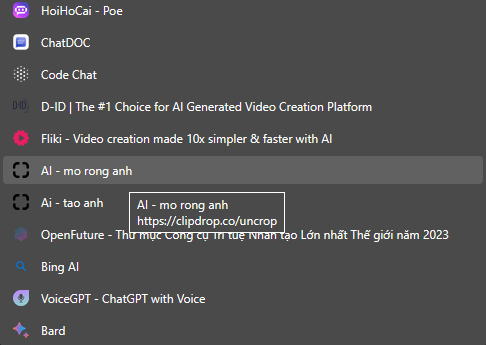 HoiHoCai - Poe
ChatDOC
Code Chat
D-ID | The #1 Choice for AI Generated Video Creation Platform
Fliki - Video creation made 10x simpler & faster with AI
AI - mo rong anh
Ai - tao anh
AI - mo rong anh
https://clipdrop.co/uncrop
OpenFuture - Thư mục Công cụ Trí tuệ Nhân tạo Lớn nhất Thế giới năm 2023
Bing AI
VoiceGPT - ChatGPT with Voice
Bard